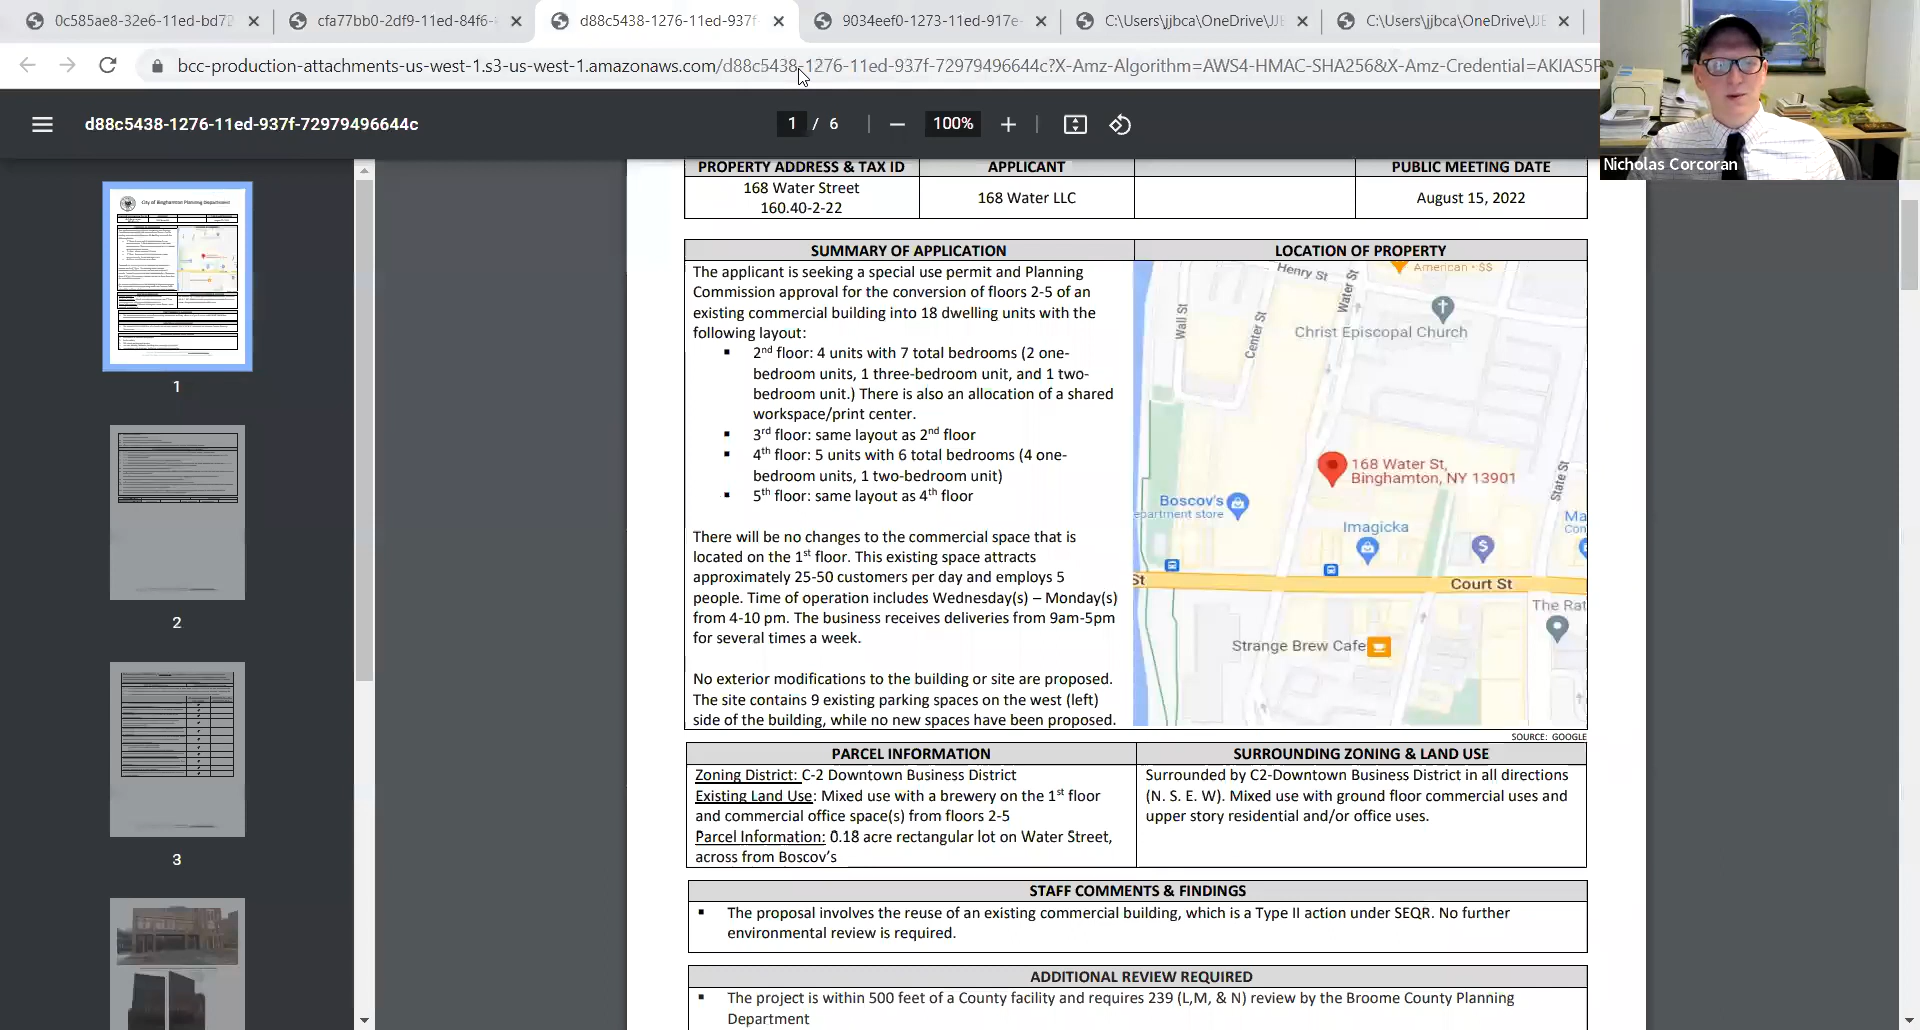 0c585ae8-32e6-11ed-bd72
cfa77bb0-2df9-11ed-84f6-
d88c5438-1276-11ed-937f
9034eef0-1273-11ed-917e-
C:\Users\jjbca\OneDrive\JJE
C:\Users\jjbca\OneDrive\JJE
bcc-production-attachments-us-west-1.s3-us-west-1.amazonaws.com/d88c5438-1276-11ed-937f-72979496644c?X-Amz-Algorithm=AWS4-HMAC-SHA256&X-Amz-Credential=AKIAS5F
d88c5438-1276-11ed-937f-72979496644c
1 / 6
100%
Nicholas Corcoran
City of Binghamton Planning Department
1
2
3
PROPERTY ADDRESS & TAX ID
APPLICANT
PUBLIC MEETING DATE
168 Water Street
160.40-2-22
168 Water LLC
August 15, 2022
SUMMARY OF APPLICATION
LOCATION OF PROPERTY
The applicant is seeking a special use permit and Planning
Commission approval for the conversion of floors 2-5 of an
existing commercial building into 18 dwelling units with the
following layout:
▪ 2nd floor: 4 units with 7 total bedrooms (2 one-
bedroom units, 1 three-bedroom unit, and 1 two-
bedroom unit.) There is also an allocation of a shared
workspace/print center.
▪ 3rd floor: same layout as 2nd floor
▪ 4th floor: 5 units with 6 total bedrooms (4 one-
bedroom units, 1 two-bedroom unit)
▪ 5th floor: same layout as 4th floor
There will be no changes to the commercial space that is
located on the 1st floor. This existing space attracts
approximately 25-50 customers per day and employs 5
people. Time of operation includes Wednesday(s) – Monday(s)
from 4-10 pm. The business receives deliveries from 9am-5pm
for several times a week.
No exterior modifications to the building or site are proposed.
The site contains 9 existing parking spaces on the west (left)
side of the building, while no new spaces have been proposed.
American • $$
Henry St
Water St
Wall St
Center St
Christ Episcopal Church
168 Water St,
Binghamton, NY 13901
State St
Boscov's
epartment store
Imagicka
Ma
Con
St
Court St
The Rat
Strange Brew Cafe
SOURCE: GOOGLE
PARCEL INFORMATION
SURROUNDING ZONING & LAND USE
Zoning District: C-2 Downtown Business District
Existing Land Use: Mixed use with a brewery on the 1st floor
and commercial office space(s) from floors 2-5
Parcel Information: 0.18 acre rectangular lot on Water Street,
across from Boscov's
Surrounded by C2-Downtown Business District in all directions
(N. S. E. W). Mixed use with ground floor commercial uses and
upper story residential and/or office uses.
STAFF COMMENTS & FINDINGS
▪ The proposal involves the reuse of an existing commercial building, which is a Type II action under SEQR. No further
environmental review is required.
ADDITIONAL REVIEW REQUIRED
▪ The project is within 500 feet of a County facility and requires 239 (L,M, & N) review by the Broome County Planning
Department